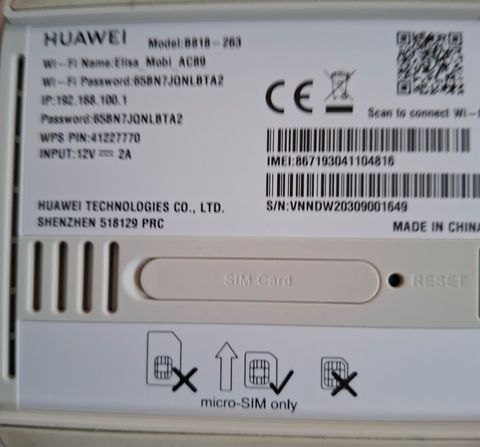 HUAWEI Model:B818-263
Wi-Fi Name:Elisa_Mobi_AC89
Wi-Fi Password:658N7JQNLBTA2
IP:192.168.100.1
Password:658N7JQNLBTA2
WPS PIN:41227770
INPUT:12V ⎓ 2A
Scan to connect Wi-
IMEI:867193041104816
S/N:VNNDW20309001649
HUAWEI TECHNOLOGIES CO., LTD.
SHENZHEN 518129 PRC
MADE IN CHINA
CE
SIM Card
RESET
micro-SIM only